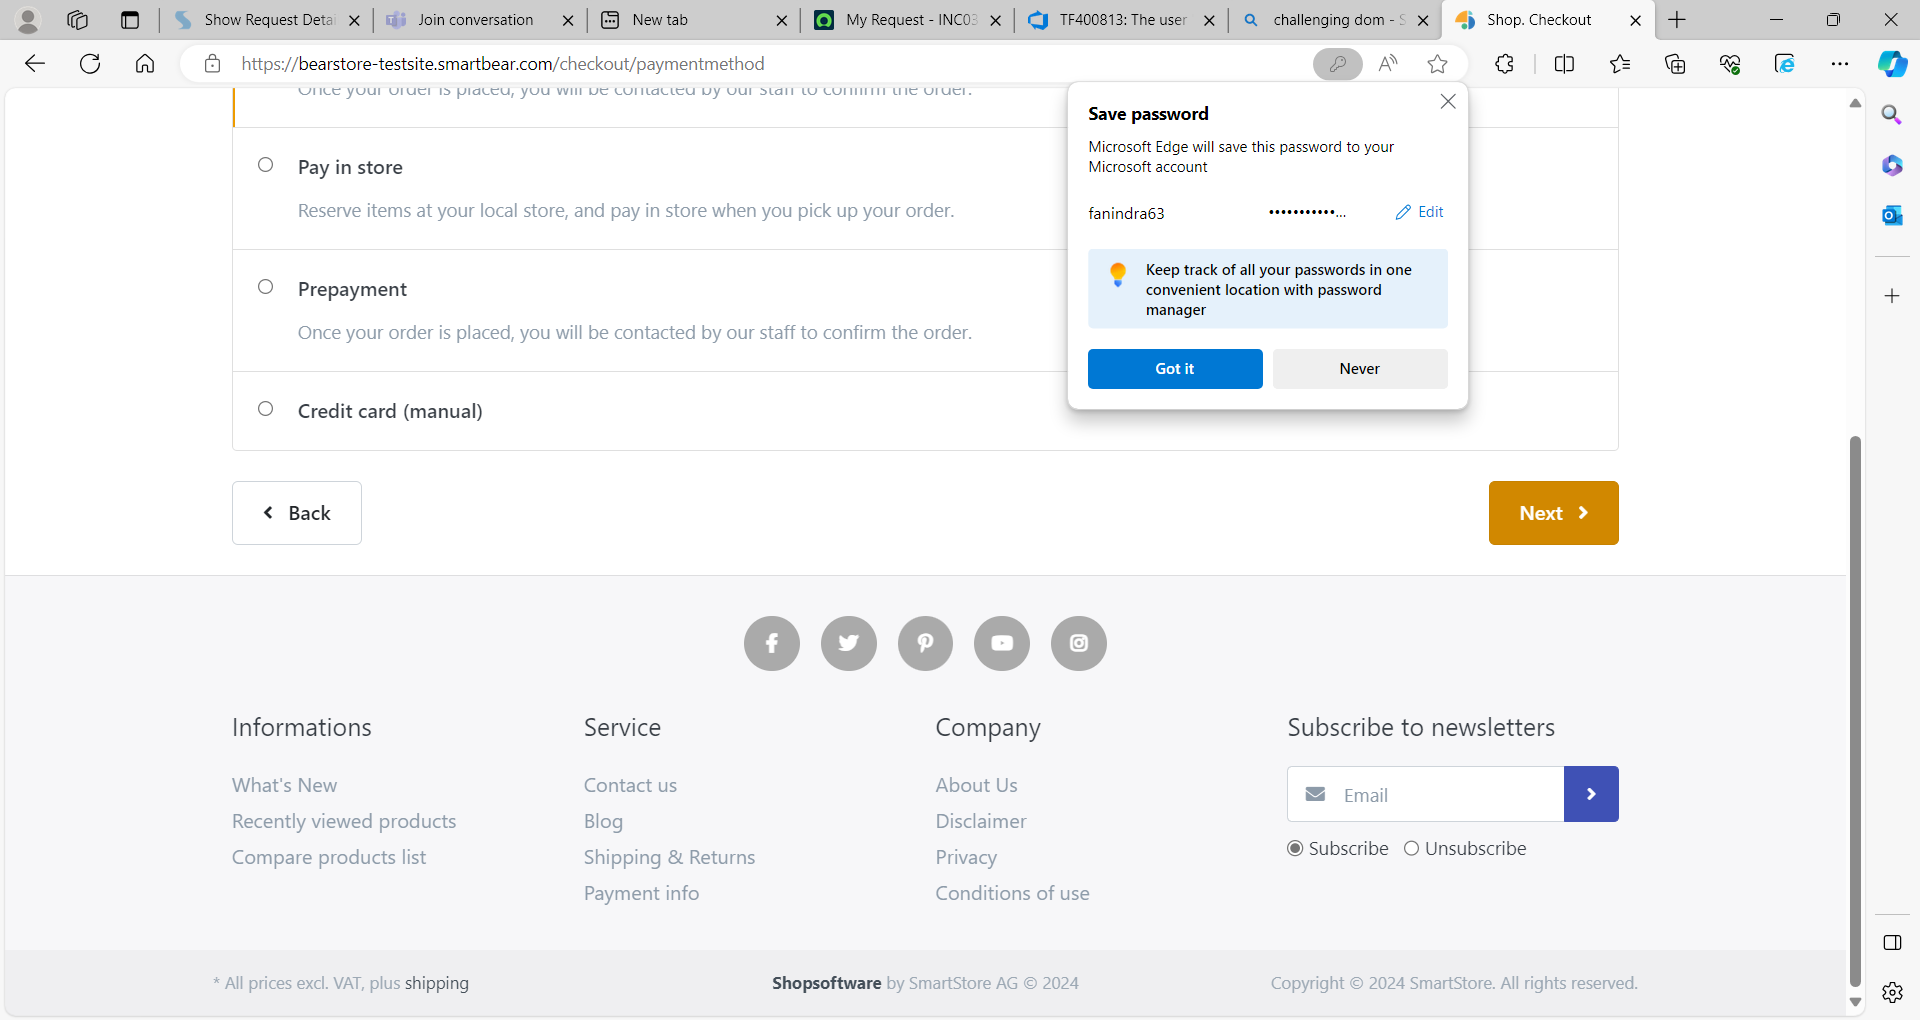 Show Request Detai
Join conversation
New tab
My Request - INC03
TF400813: The user
challenging dom - S
Shop. Checkout
https://bearstore-testsite.smartbear.com/checkout/paymentmethod
Once your order is placed, you will be contacted by our staff to confirm the order.
Pay in store
Reserve items at your local store, and pay in store when you pick up your order.
Prepayment
Once your order is placed, you will be contacted by our staff to confirm the order.
Credit card (manual)
Save password
Microsoft Edge will save this password to your
Microsoft account
fanindra63
•••••••••••...
Edit
Keep track of all your passwords in one
convenient location with password
manager
Got it
Never
Back
Next
Informations
What's New
Recently viewed products
Compare products list
Service
Contact us
Blog
Shipping & Returns
Payment info
Company
About Us
Disclaimer
Privacy
Conditions of use
Subscribe to newsletters
Email
Subscribe
Unsubscribe
* All prices excl. VAT, plus shipping
Shopsoftware by SmartStore AG © 2024
Copyright © 2024 SmartStore. All rights reserved.